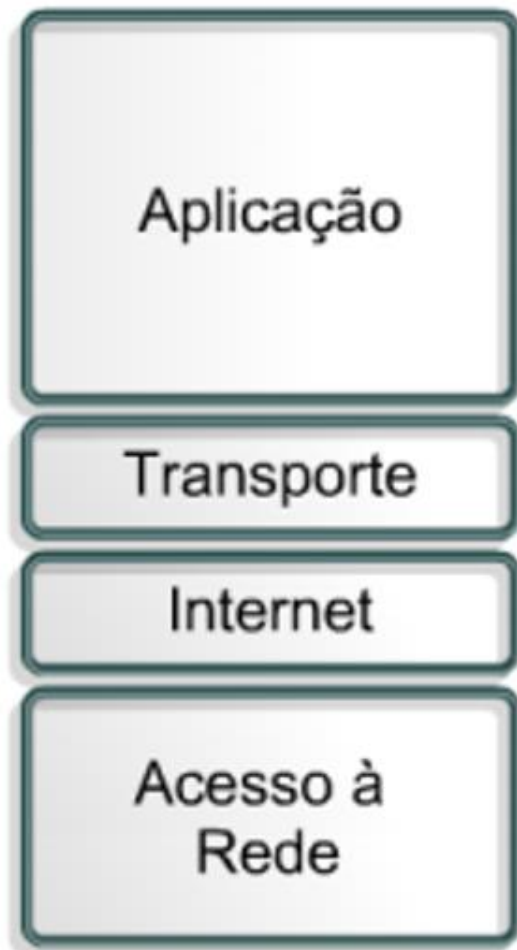 Aplicação
Transporte
Internet
Acesso à
Rede